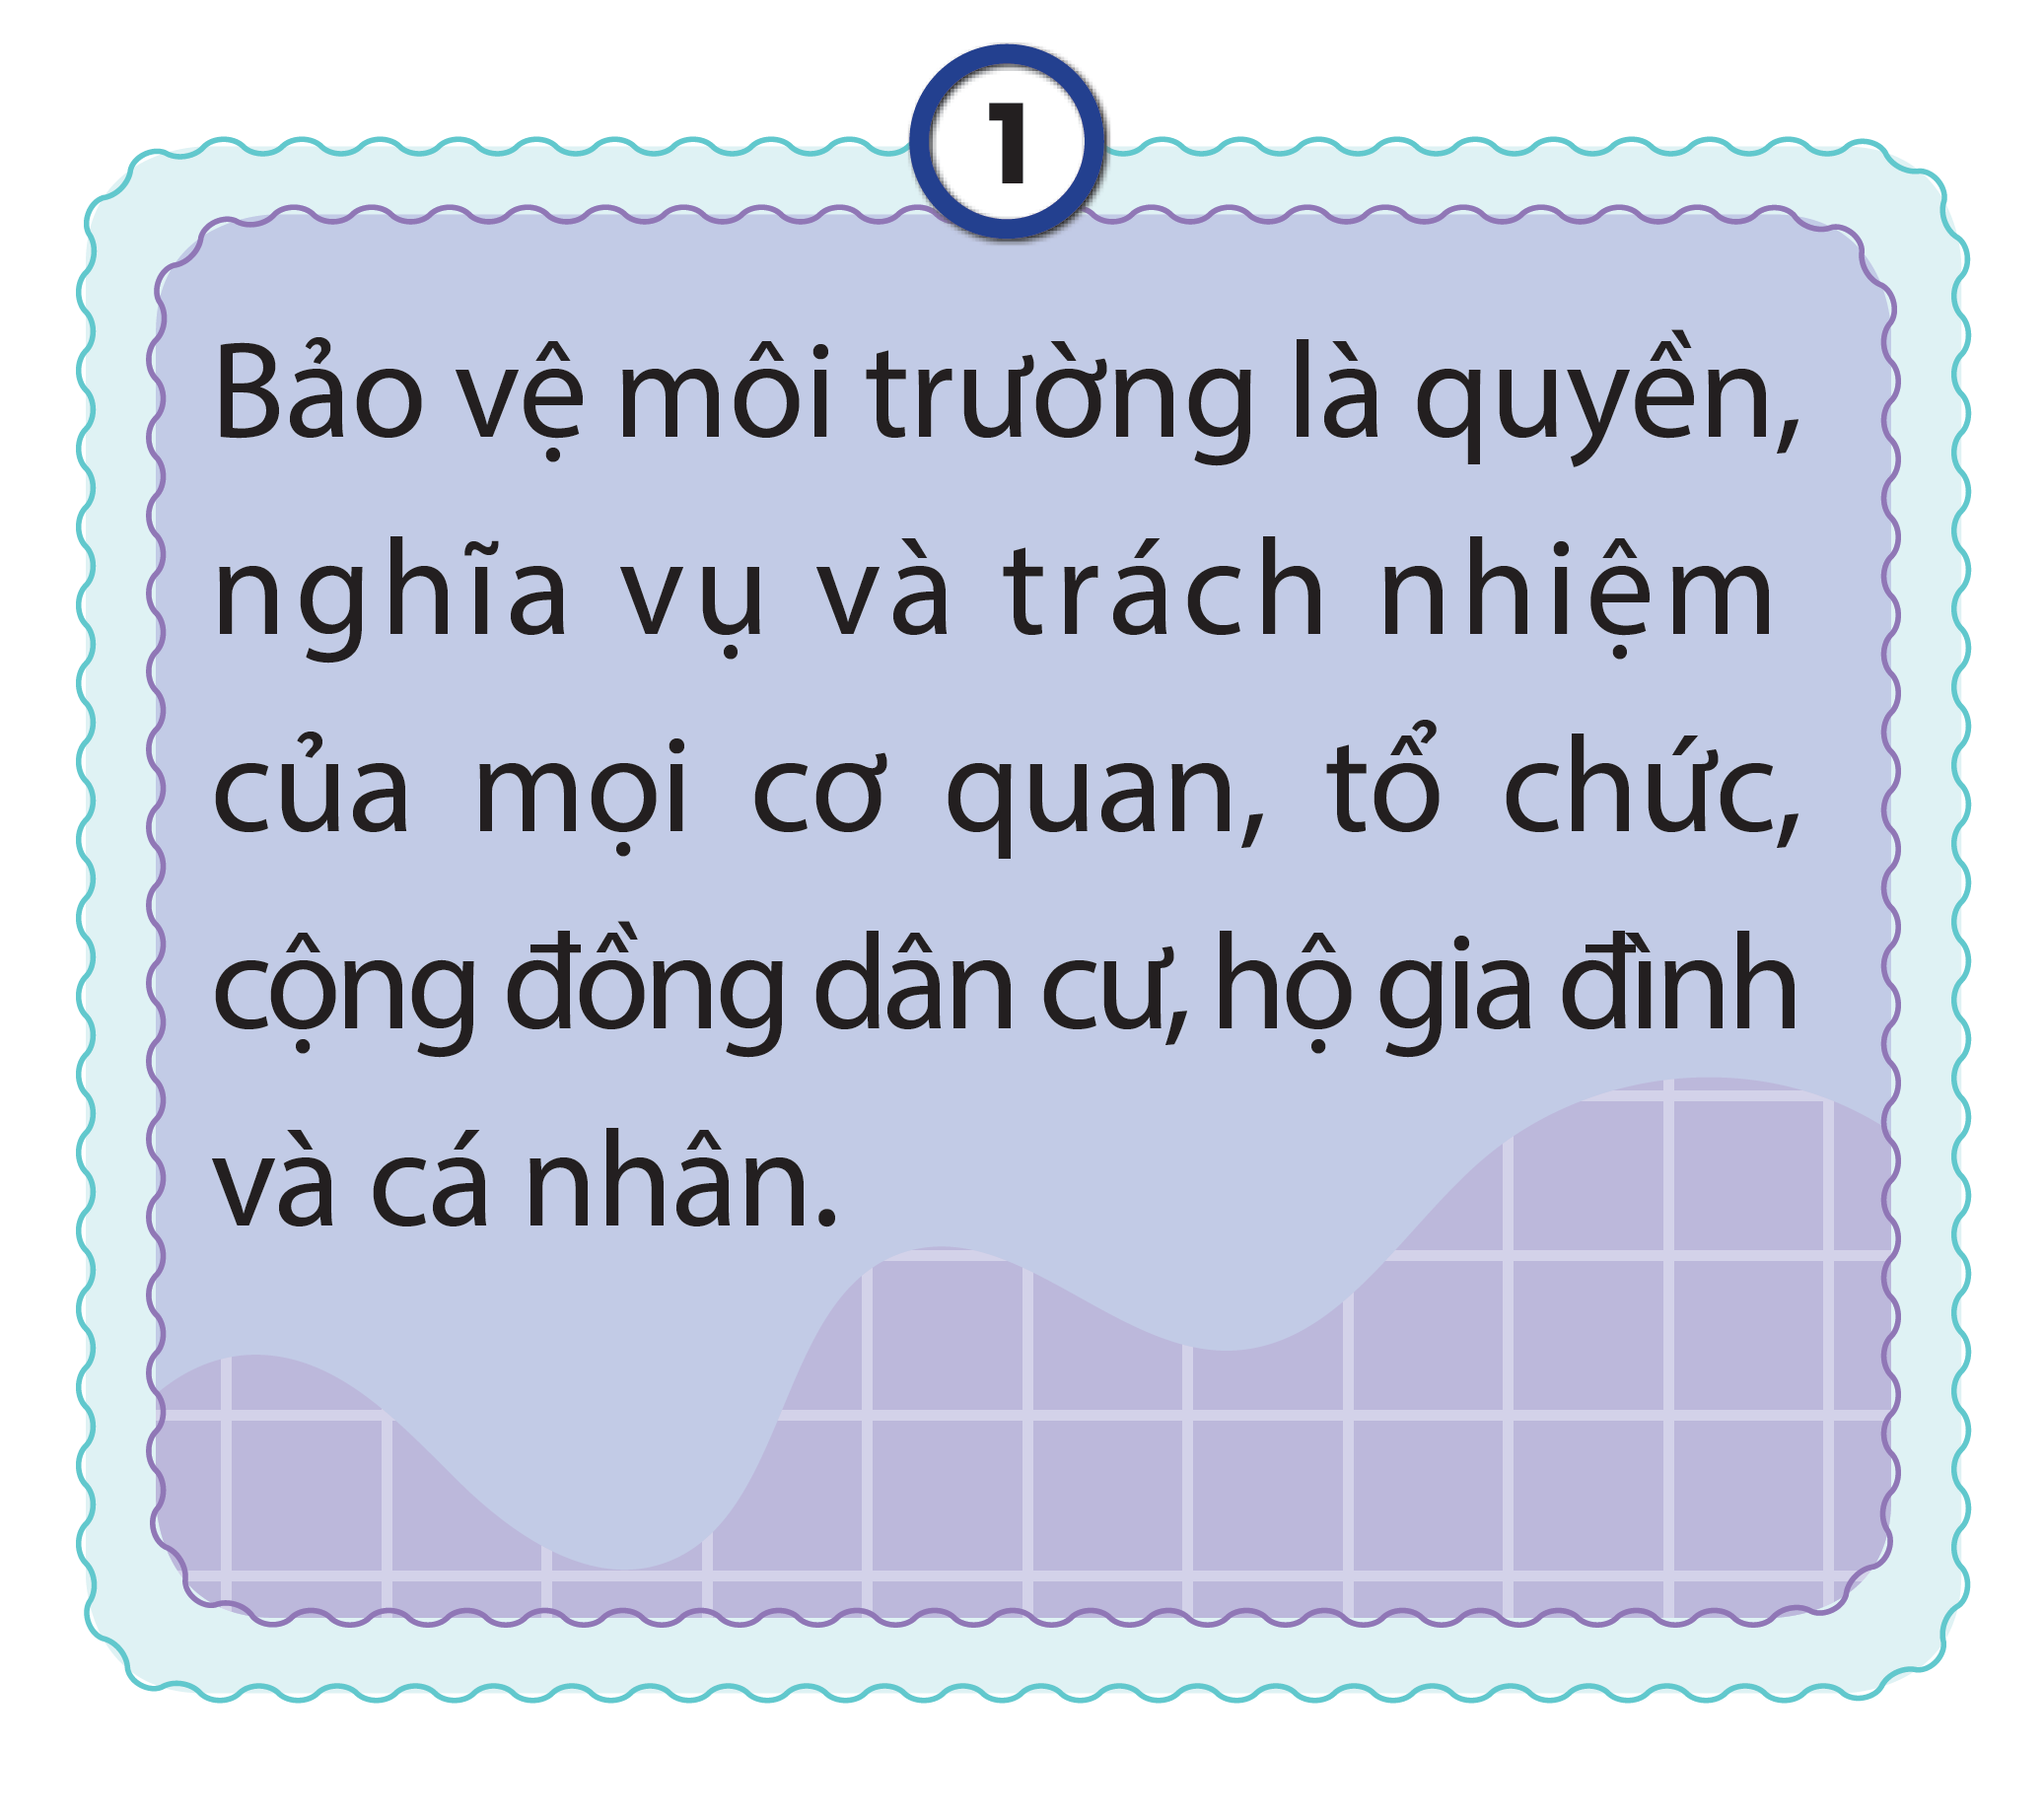 1
Bảo vệ môi trường là quyền,
nghĩa vụ và trách nhiệm
của mọi cơ quan, tổ chức,
cộng đồng dân cư, hộ gia đình
và cá nhân.